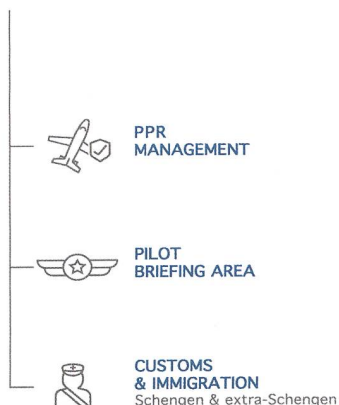 PPR
MANAGEMENT
PILOT
BRIEFING AREA
CUSTOMS
& IMMIGRATION
Schengen & extra-Schengen